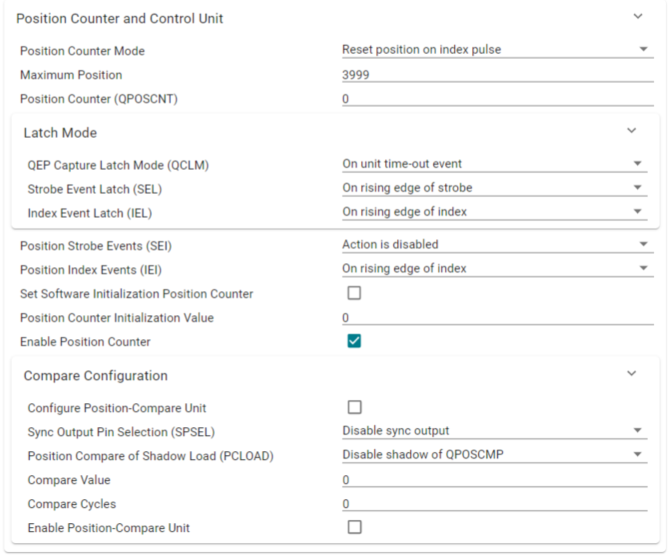 Position Counter and Control Unit
Position Counter Mode Reset position on index pulse
Maximum Position 3999
Position Counter (QPOSCNT) 0
Latch Mode
QEP Capture Latch Mode (QCLM) On unit time-out event
Strobe Event Latch (SEL) On rising edge of strobe
Index Event Latch (IEL) On rising edge of index
Position Strobe Events (SEI) Action is disabled
Position Index Events (IEI) On rising edge of index
Set Software Initialization Position Counter
Position Counter Initialization Value 0
Enable Position Counter
Compare Configuration
Configure Position-Compare Unit
Sync Output Pin Selection (SPSEL) Disable sync output
Position Compare of Shadow Load (PCLOAD) Disable shadow of QPOSCMP
Compare Value 0
Compare Cycles 0
Enable Position-Compare Unit